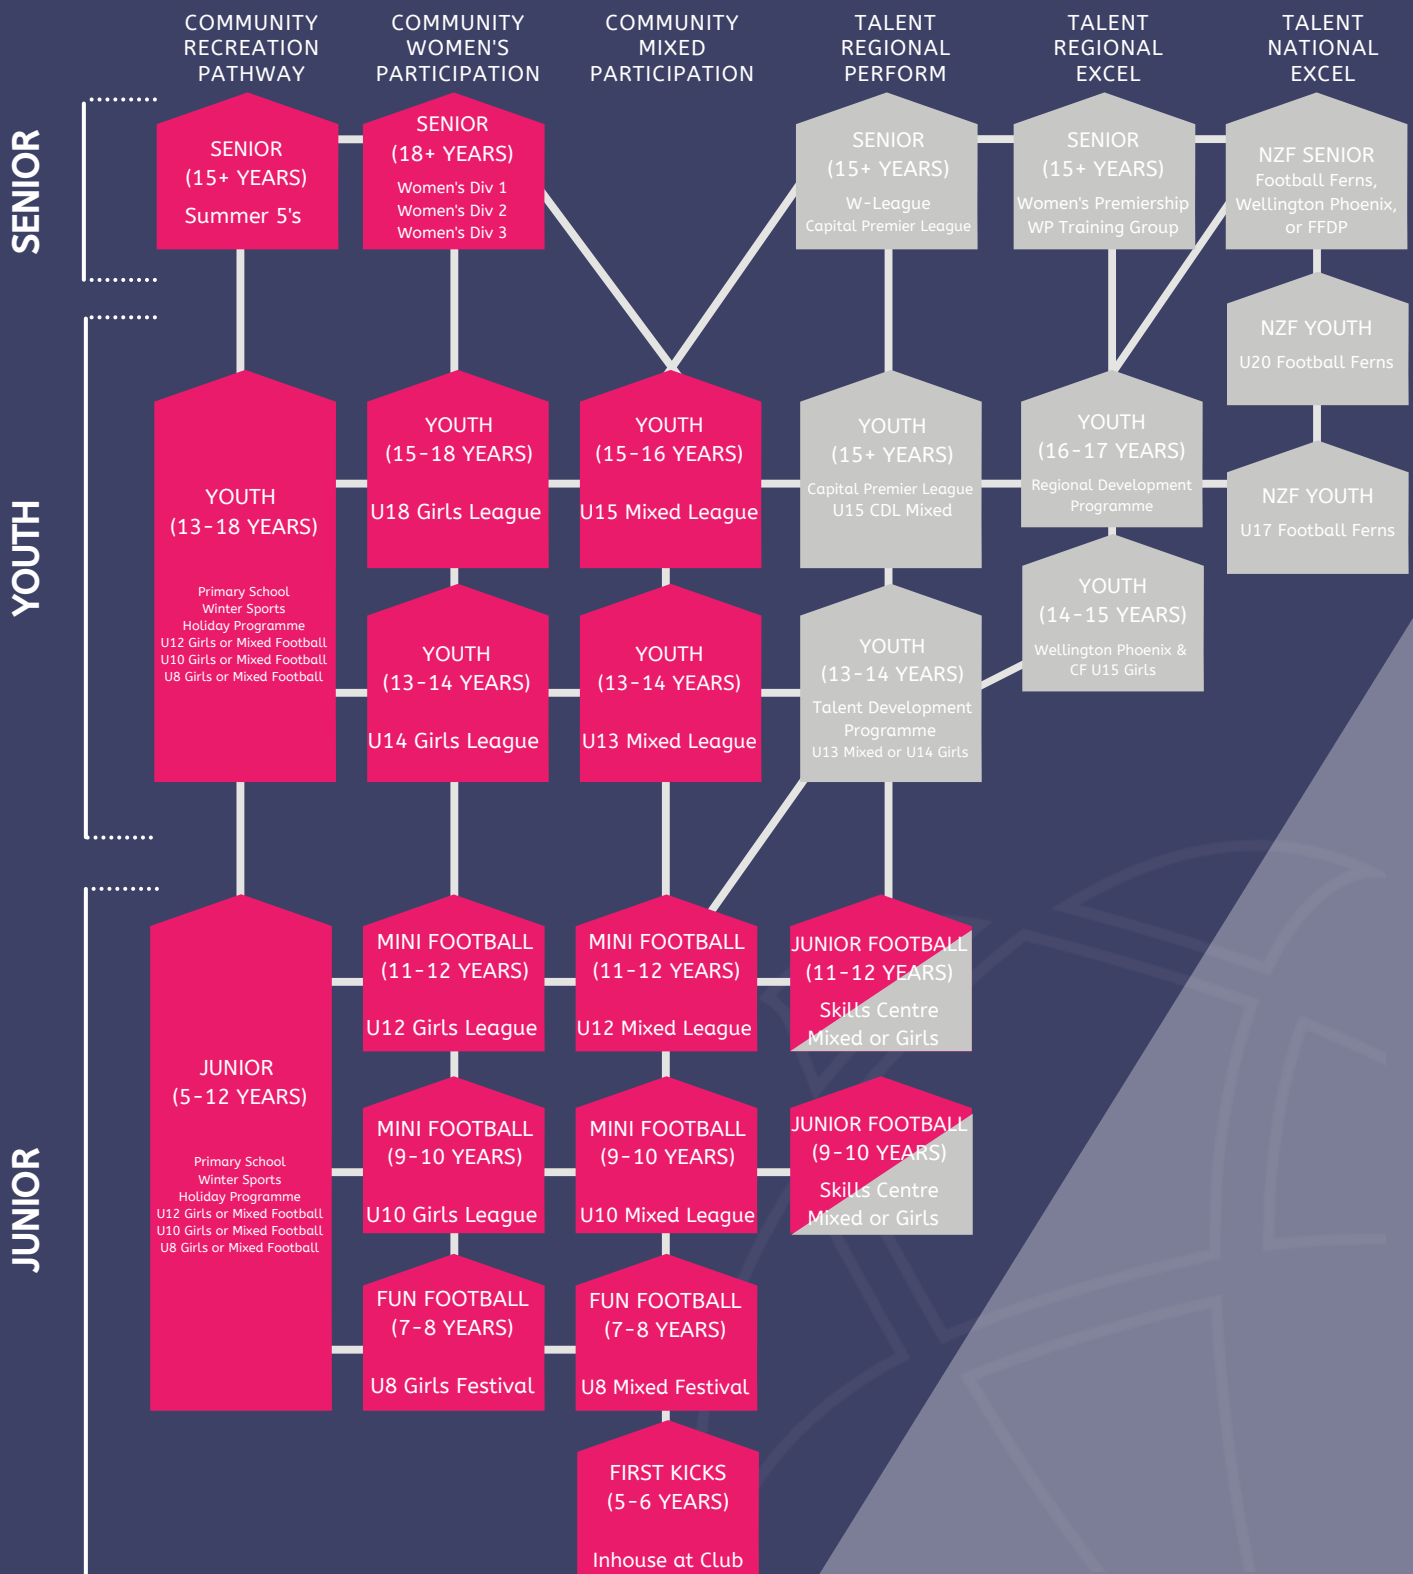 COMMUNITY
RECREATION
PATHWAY
COMMUNITY
WOMEN'S
PARTICIPATION
COMMUNITY
MIXED
PARTICIPATION
TALENT
REGIONAL
PERFORM
TALENT
REGIONAL
EXCEL
TALENT
NATIONAL
EXCEL
SENIOR
SENIOR
(15+ YEARS)
Summer 5's
SENIOR
(18+ YEARS)
Women's Div 1
Women's Div 2
Women's Div 3
SENIOR
(15+ YEARS)
W-League
Capital Premier League
SENIOR
(15+ YEARS)
Women's Premiership
WP Training Group
NZF SENIOR
Football Ferns,
Wellington Phoenix,
or FFDP
NZF YOUTH
U20 Football Ferns
YOUTH
YOUTH
(13-18 YEARS)
Primary School
Winter Sports
Holiday Programme
U12 Girls or Mixed Football
U10 Girls or Mixed Football
U8 Girls or Mixed Football
YOUTH
(15-18 YEARS)
U18 Girls League
YOUTH
(15-16 YEARS)
U15 Mixed League
YOUTH
(15+ YEARS)
Capital Premier League
U15 CDL Mixed
YOUTH
(16-17 YEARS)
Regional Development
Programme
NZF YOUTH
U17 Football Ferns
YOUTH
(13-14 YEARS)
U14 Girls League
YOUTH
(13-14 YEARS)
U13 Mixed League
YOUTH
(13-14 YEARS)
Talent Development
Programme
U13 Mixed or U14 Girls
YOUTH
(14-15 YEARS)
Wellington Phoenix &
CF U15 Girls
JUNIOR
JUNIOR
(5-12 YEARS)
Primary School
Winter Sports
Holiday Programme
U12 Girls or Mixed Football
U10 Girls or Mixed Football
U8 Girls or Mixed Football
MINI FOOTBALL
(11-12 YEARS)
U12 Girls League
MINI FOOTBALL
(11-12 YEARS)
U12 Mixed League
JUNIOR FOOTBALL
(11-12 YEARS)
Skills Centre
Mixed or Girls
MINI FOOTBALL
(9-10 YEARS)
U10 Girls League
MINI FOOTBALL
(9-10 YEARS)
U10 Mixed League
JUNIOR FOOTBALL
(9-10 YEARS)
Skills Centre
Mixed or Girls
FUN FOOTBALL
(7-8 YEARS)
U8 Girls Festival
FUN FOOTBALL
(7-8 YEARS)
U8 Mixed Festival
FIRST KICKS
(5-6 YEARS)
Inhouse at Club